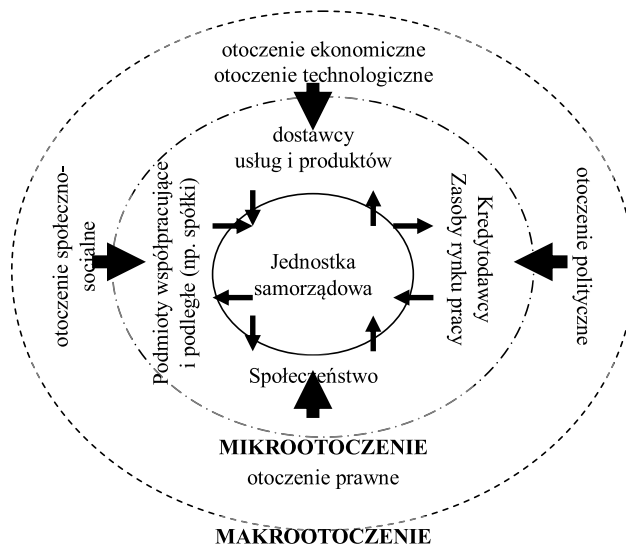 otoczenie ekonomiczne
otoczenie technologiczne
dostawcy
usług i produktów
otoczenie społeczno-
socjalne
Podmioty współpracujące
i podległe (np. spółki)
Jednostka
samorządowa
Kredytodawcy
Zasoby rynku pracy
otoczenie polityczne
Społeczeństwo
MIKROOTOCZENIE
otoczenie prawne
MAKROOTOCZENIE